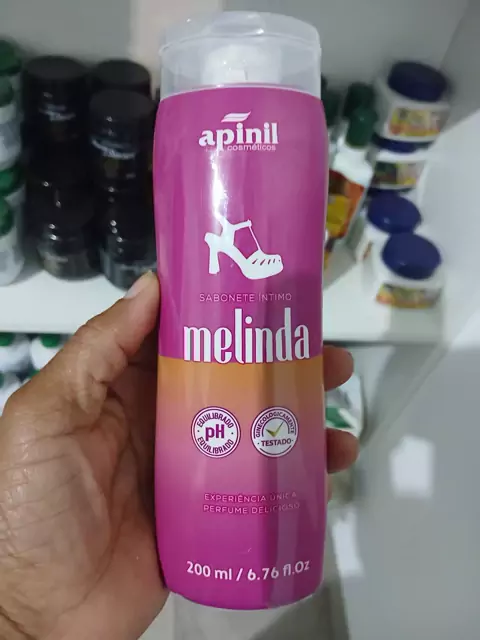 apinil
cosméticos
SABONETE ÍNTIMO
melinda
EQUILIBRADO
pH
EQUILIBRADO
GINECOLOGICAMENTE
TESTADO
EXPERIÊNCIA ÚNICA
PERFUME DELICIOSO
200 ml / 6.76 fl.Oz